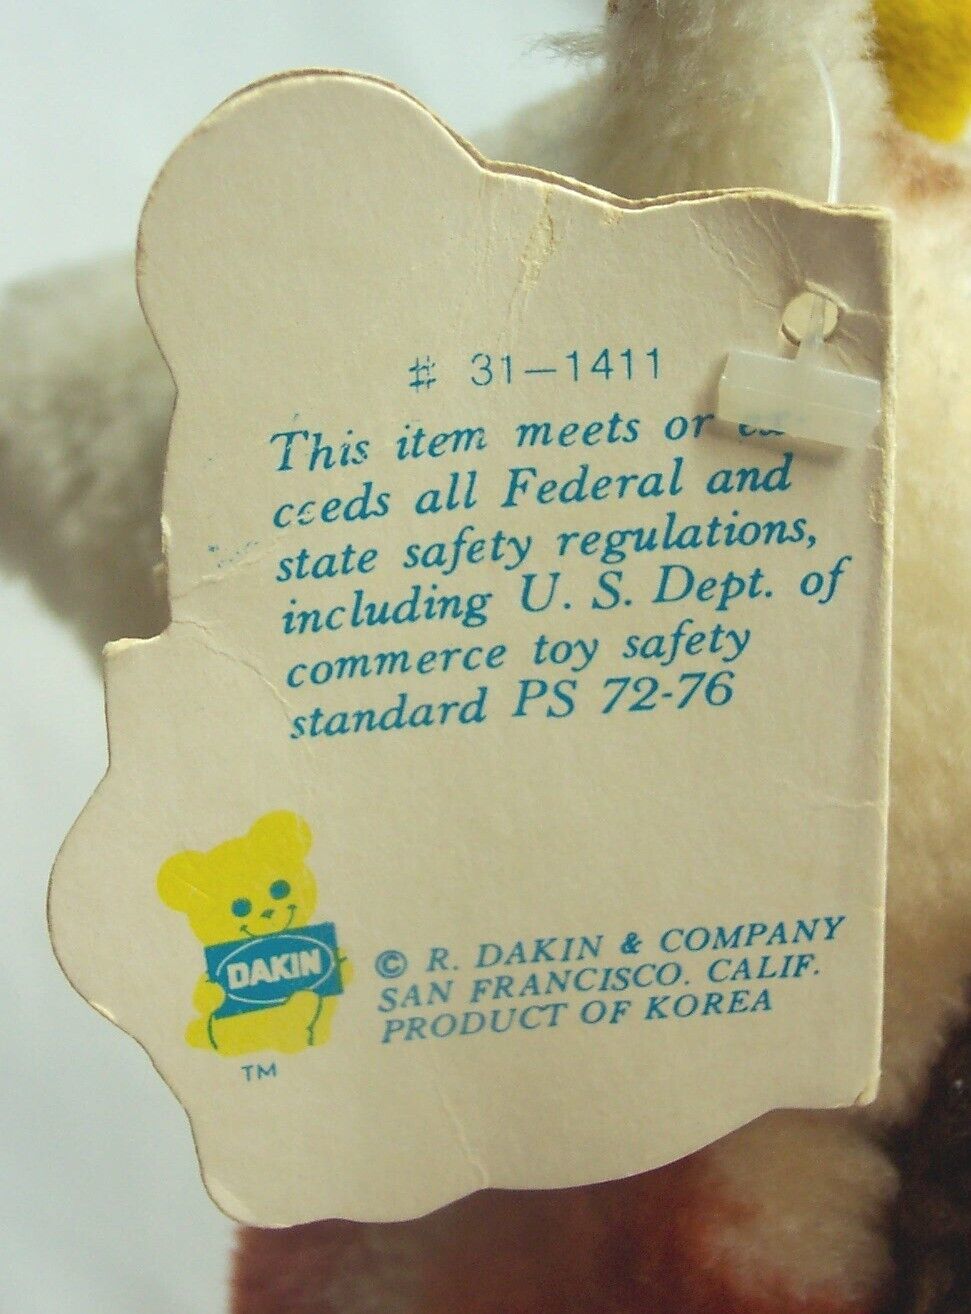 # 31-1411
This item meets or ex-
ceeds all Federal and
state safety regulations,
including U. S. Dept. of
commerce toy safety
standard PS 72-76
DAKIN
TM
© R. DAKIN & COMPANY
SAN FRANCISCO. CALIF.
PRODUCT OF KOREA